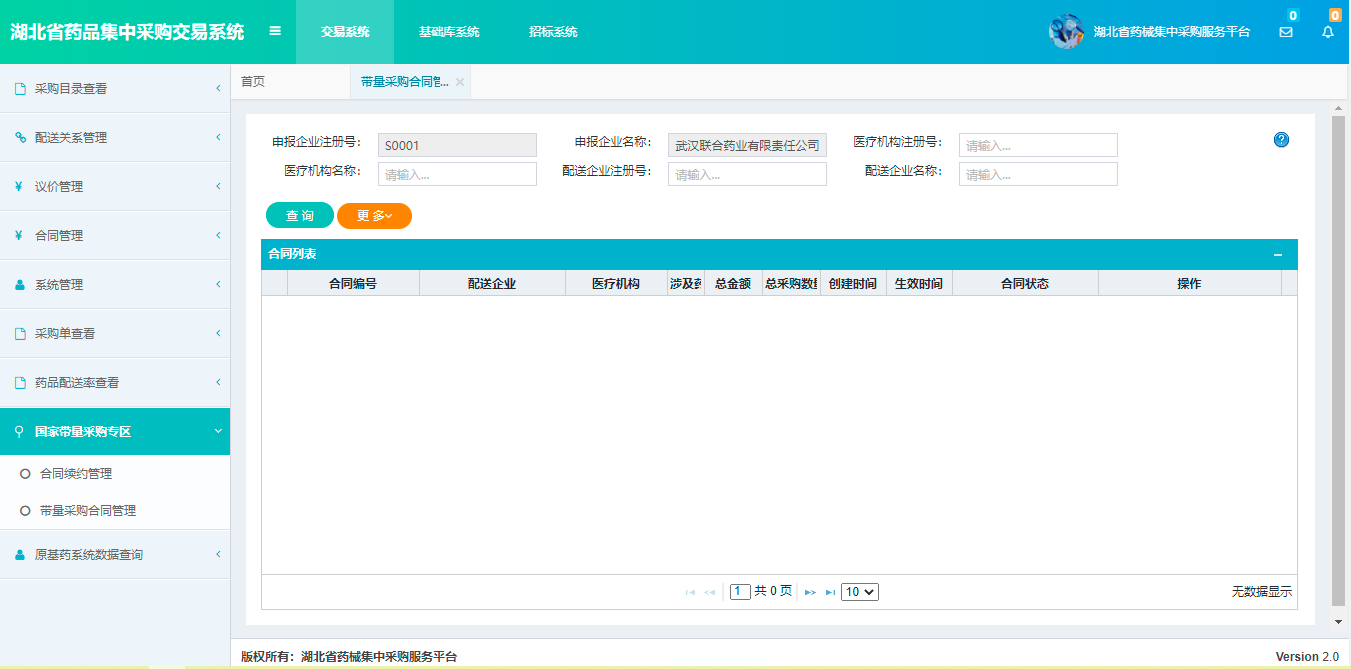 湖北省药品集中采购交易系统
交易系统 基础库系统 招标系统
湖北省药械集中采购服务平台 0 0
采购目录查看
配送关系管理
议价管理
合同管理
系统管理
采购单查看
药品配送率查看
国家带量采购专区
合同续约管理
带量采购合同管理
原基药系统数据查询
首页 带量采购合同管... ×
申报企业注册号： S0001 申报企业名称： 武汉联合药业有限责任公司 医疗机构注册号： 请输入...
医疗机构名称： 请输入... 配送企业注册号： 请输入... 配送企业名称： 请输入...
查 询 更 多
合同列表
合同编号 配送企业 医疗机构 涉及药 总金额 总采购数量 创建时间 生效时间 合同状态 操作
1 共 0 页 10 无数据显示
版权所有：湖北省药械集中采购服务平台 Version 2.0